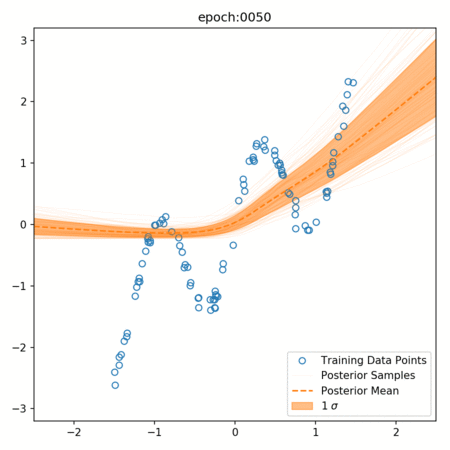 epoch:0050
3
2
1
0
−1
−2
−3
−2
−1
0
1
2
Training Data Points
Posterior Samples
Posterior Mean
1 σ